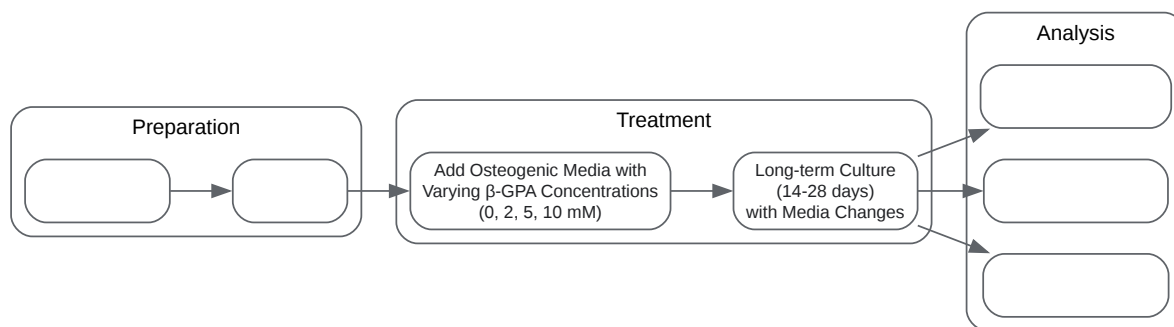 Preparation
Treatment
Add Osteogenic Media with
Varying β-GPA Concentrations
(0, 2, 5, 10 mM)
Long-term Culture
(14-28 days)
with Media Changes
Analysis